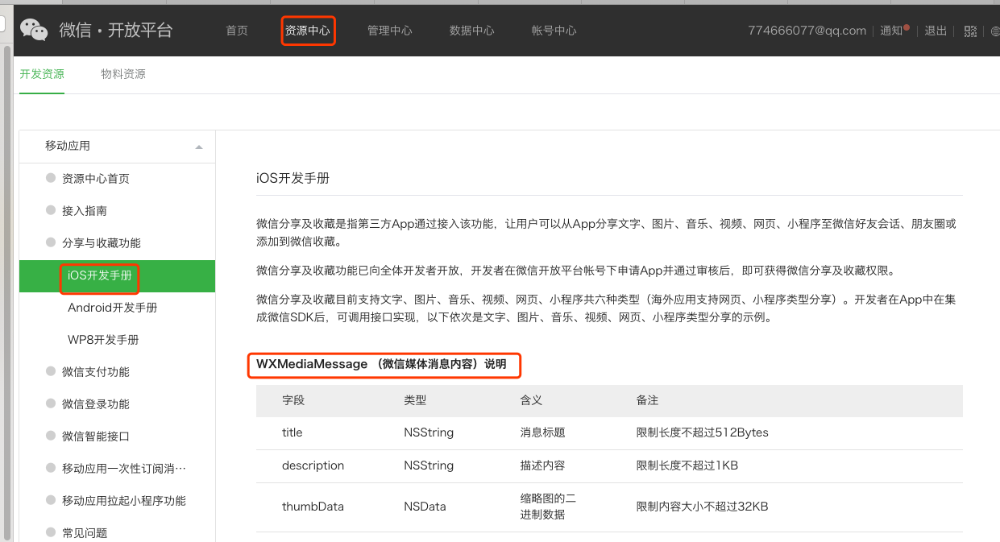 微信·开放平台 首页 资源中心 管理中心 数据中心 帐号中心 774666077@qq.com 通知 退出
开发资源 物料资源
移动应用
资源中心首页
接入指南
分享与收藏功能
iOS开发手册
Android开发手册
WP8开发手册
微信支付功能
微信登录功能
微信智能接口
移动应用一次性订阅消…
移动应用拉起小程序功能
常见问题
iOS开发手册
微信分享及收藏是指第三方App通过接入该功能，让用户可以从App分享文字、图片、音乐、视频、网页、小程序至微信好友会话、朋友圈或
添加到微信收藏。
微信分享及收藏功能已向全体开发者开放，开发者在微信开放平台帐号下申请App并通过审核后，即可获得微信分享及收藏权限。
微信分享及收藏目前支持文字、图片、音乐、视频、网页、小程序共六种类型（海外应用支持网页、小程序类型分享）。开发者在App中在集
成微信SDK后，可调用接口实现，以下依次是文字、图片、音乐、视频、网页、小程序类型分享的示例。
WXMediaMessage （微信媒体消息内容）说明
字段 类型 含义 备注
title NSString 消息标题 限制长度不超过512Bytes
description NSString 描述内容 限制长度不超过1KB
thumbData NSData 缩略图的二进制数据 限制内容大小不超过32KB